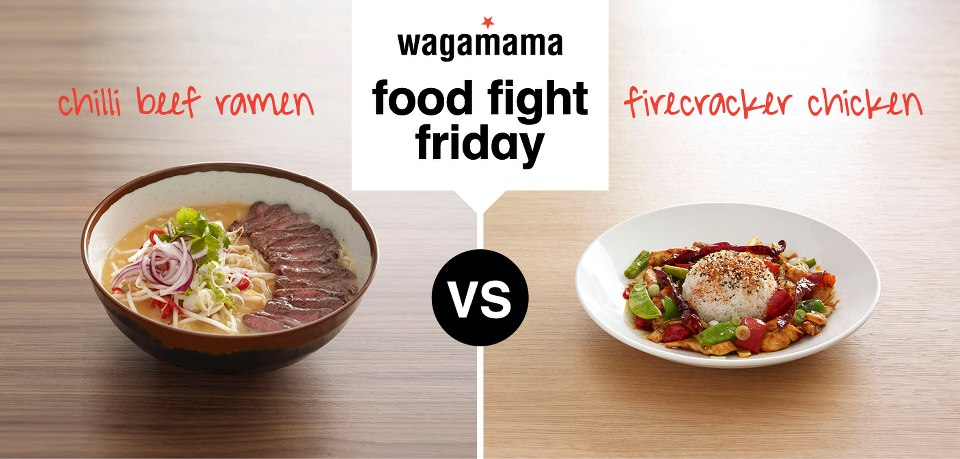 wagamama
food fight
friday
chilli beef ramen
firecracker chicken
VS